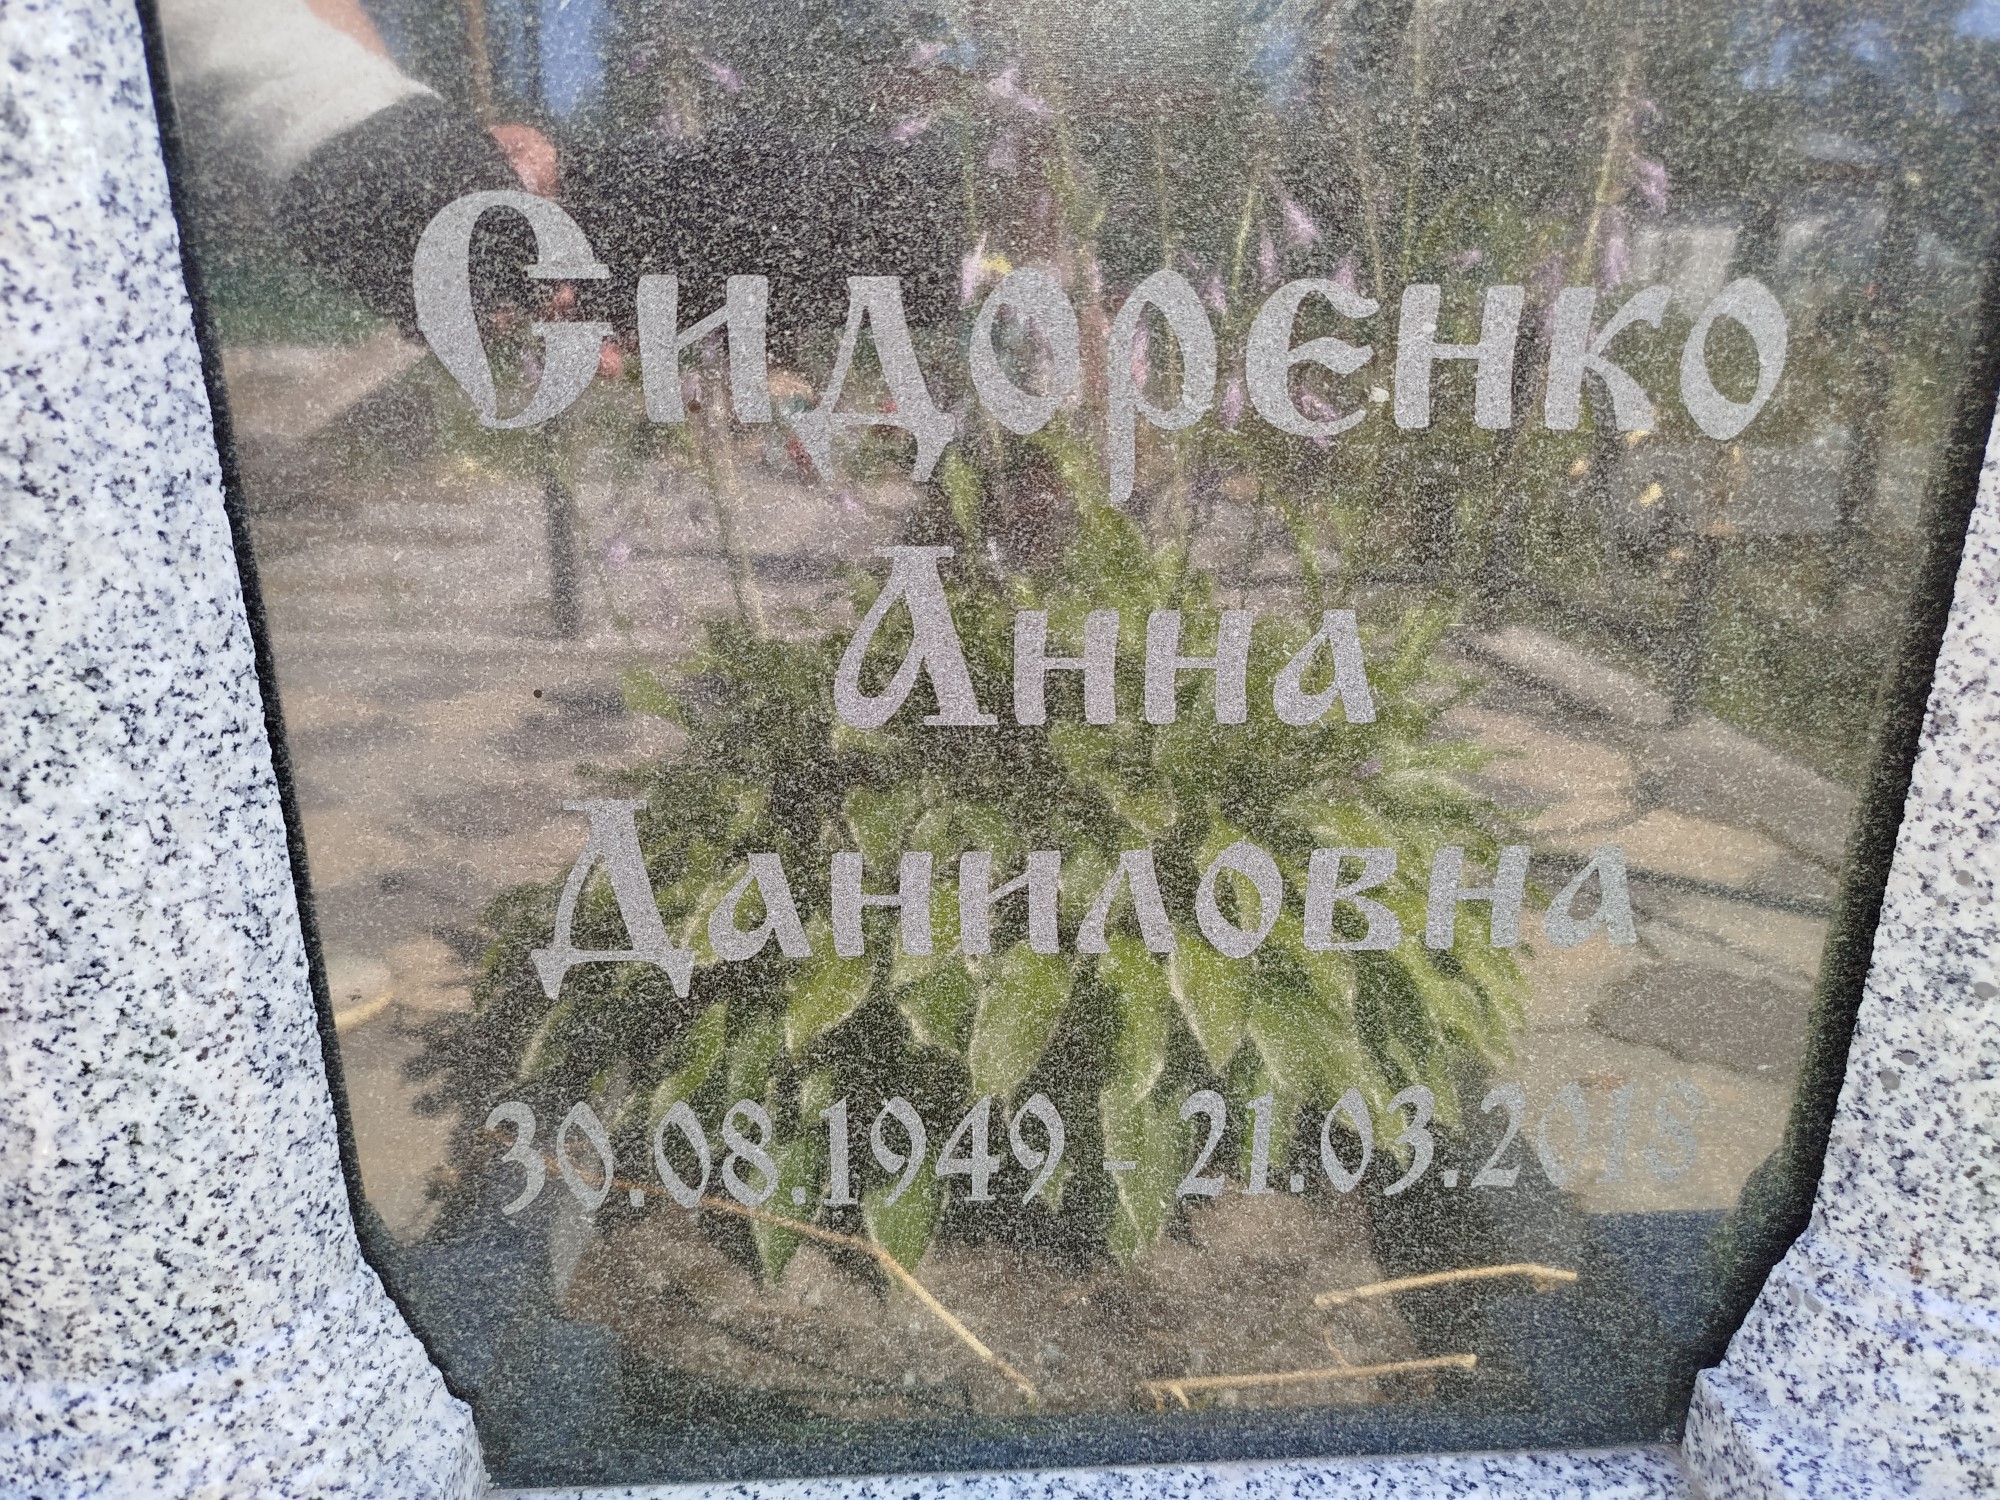 Сидоренко
Анна
Даниловна
30.08.1949 - 21.03.2018